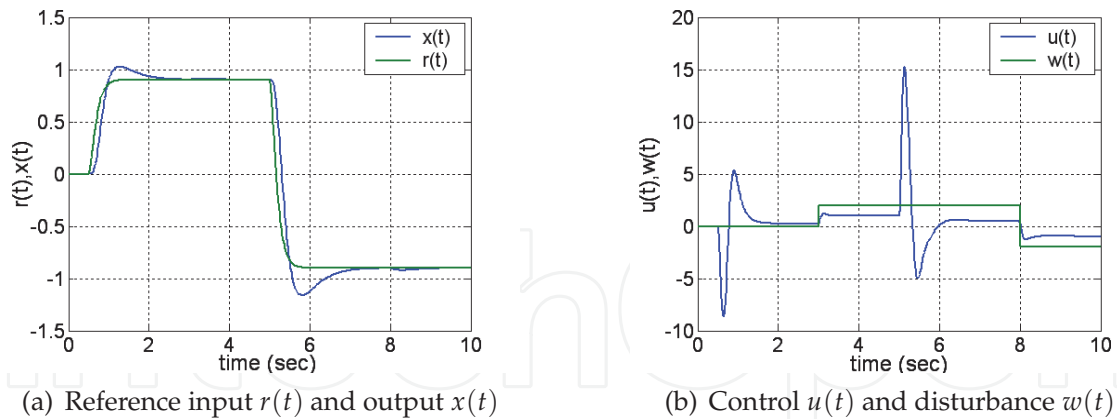 x(t)
r(t)
1.5
1
0.5
0
-0.5
-1
-1.5
r(t),x(t)
0 2 4 6 8 10
time (sec)
(a) Reference input r(t) and output x(t)
u(t)
w(t)
20
15
10
5
0
-5
-10
u(t),w(t)
0 2 4 6 8 10
time (sec)
(b) Control u(t) and disturbance w(t)